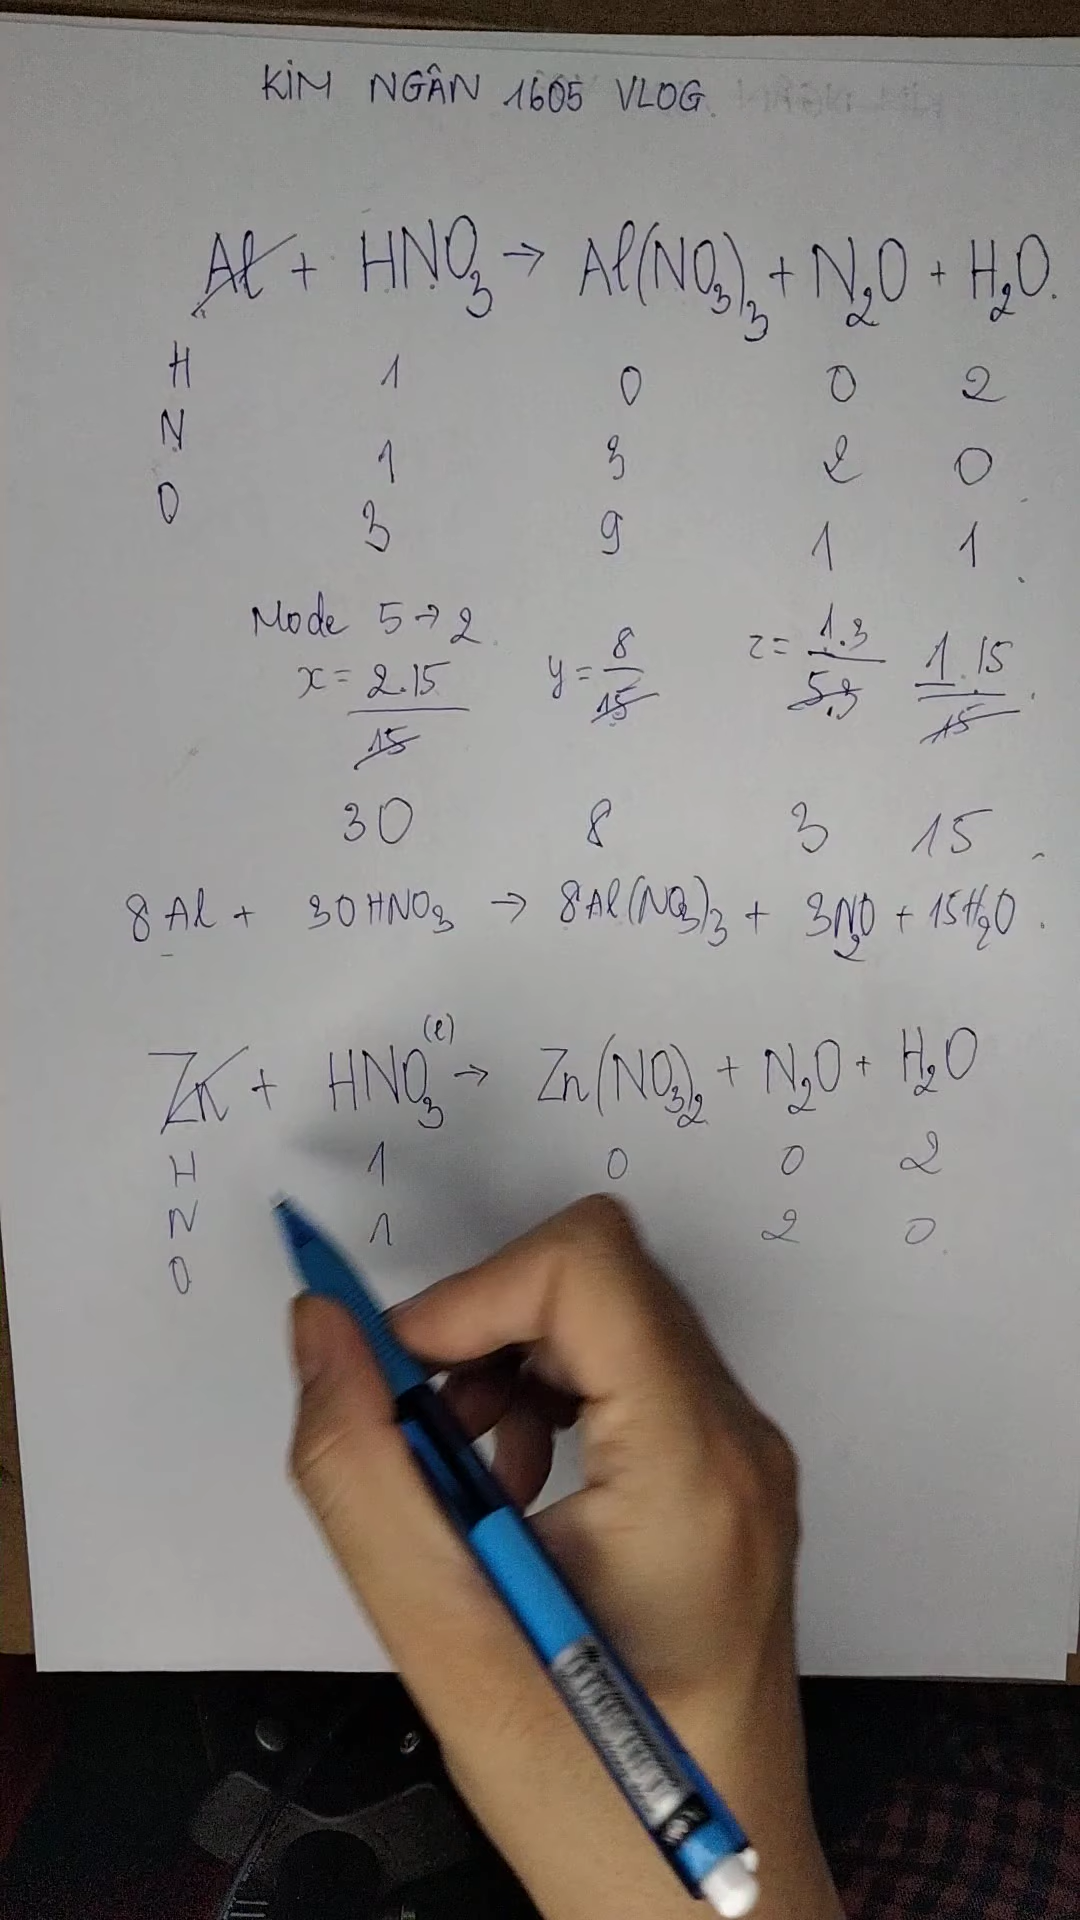 KIM NGÂN 1605 VLOG.
Al + HNO3 → Al(NO3)3 + N2O + H2O.
H 1 0 0 2
N 1 3 2 0
O 3 9 1 1
Mode 5→2
x = 2.15/15 y = 8/15 z = 1.3/5.3 1.15/15
30 8 3 15
8Al + 30HNO3 → 8Al(NO3)3 + 3N2O + 15H2O.
Zn + HNO3(l) → Zn(NO3)2 + N2O + H2O
H 1 0 0 2
N 1 2 0
O